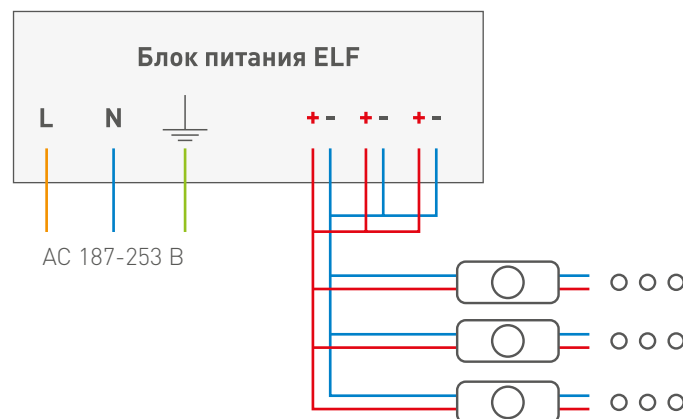 Блок питания ELF
L N + - + - + -
AC 187-253 В